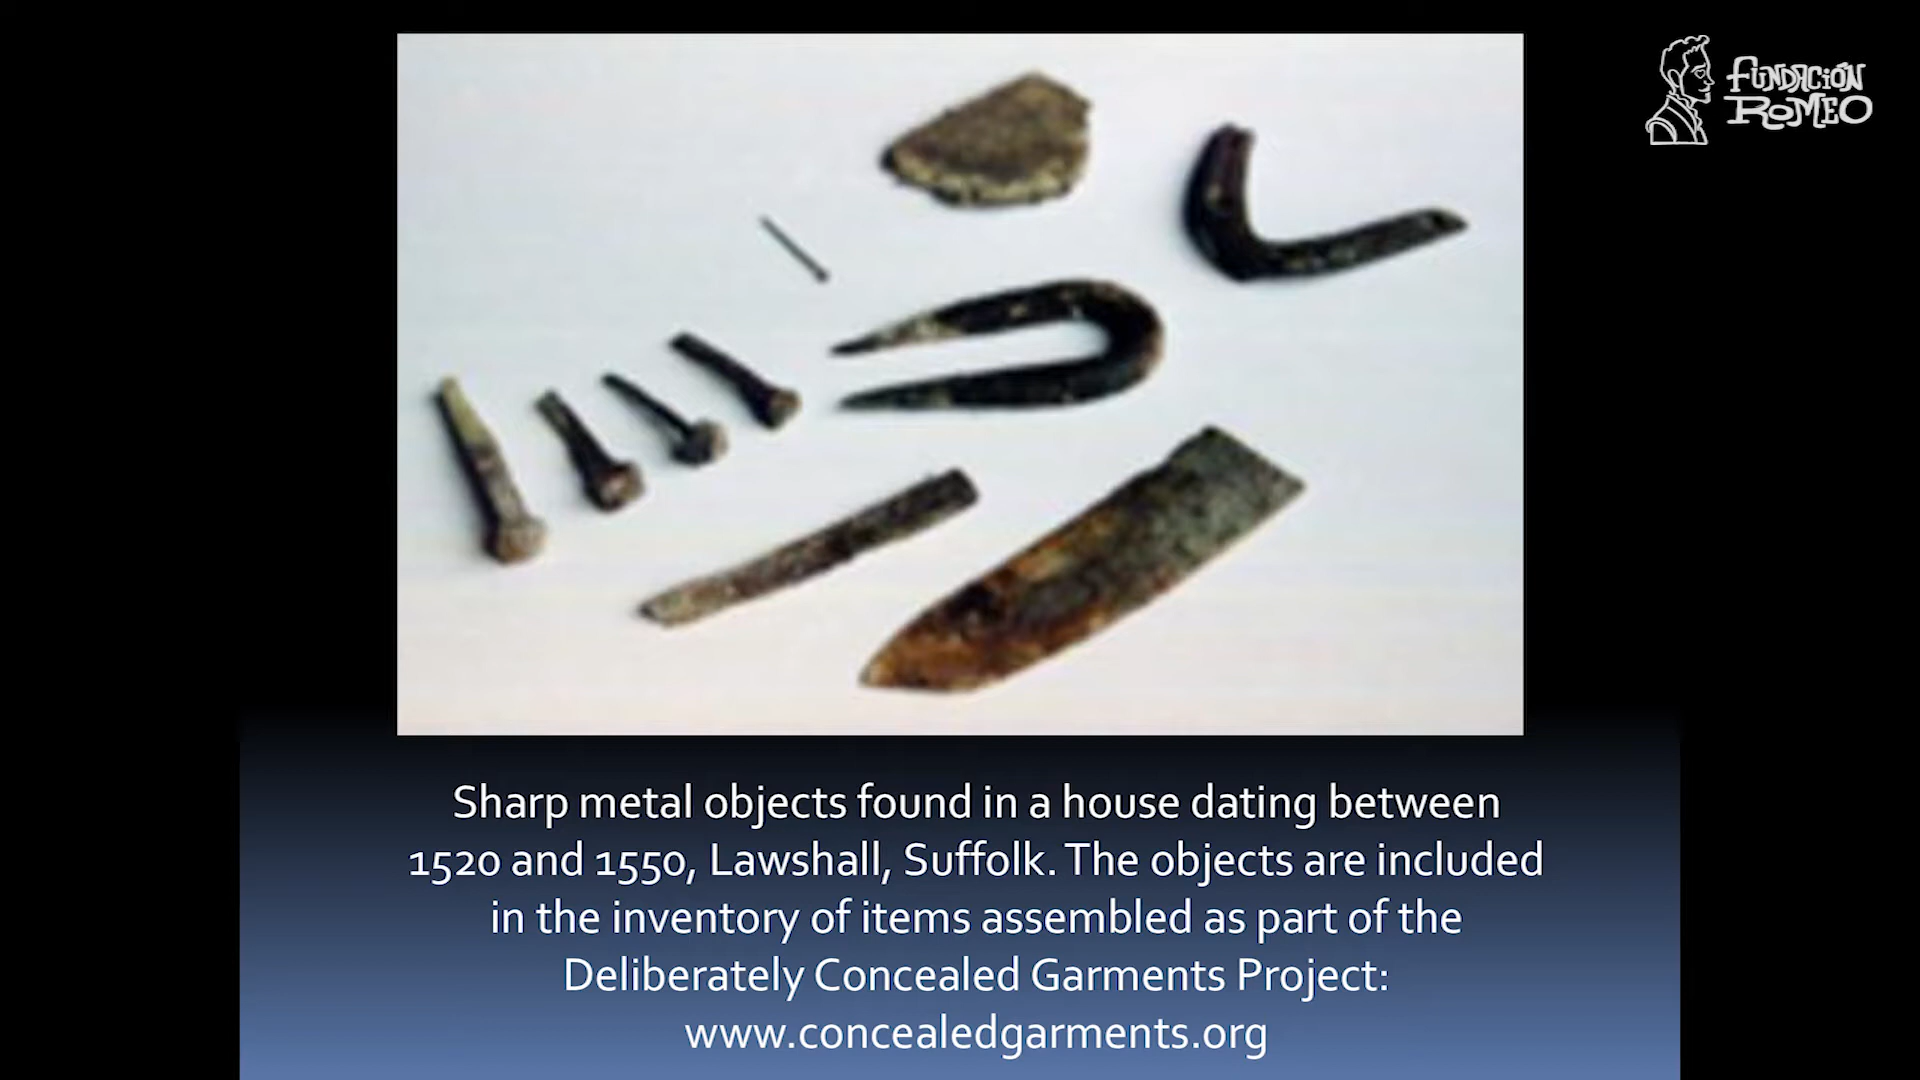 FUNDACIÓN
ROMEO
Sharp metal objects found in a house dating between
1520 and 1550, Lawshall, Suffolk. The objects are included
in the inventory of items assembled as part of the
Deliberately Concealed Garments Project:
www.concealedgarments.org